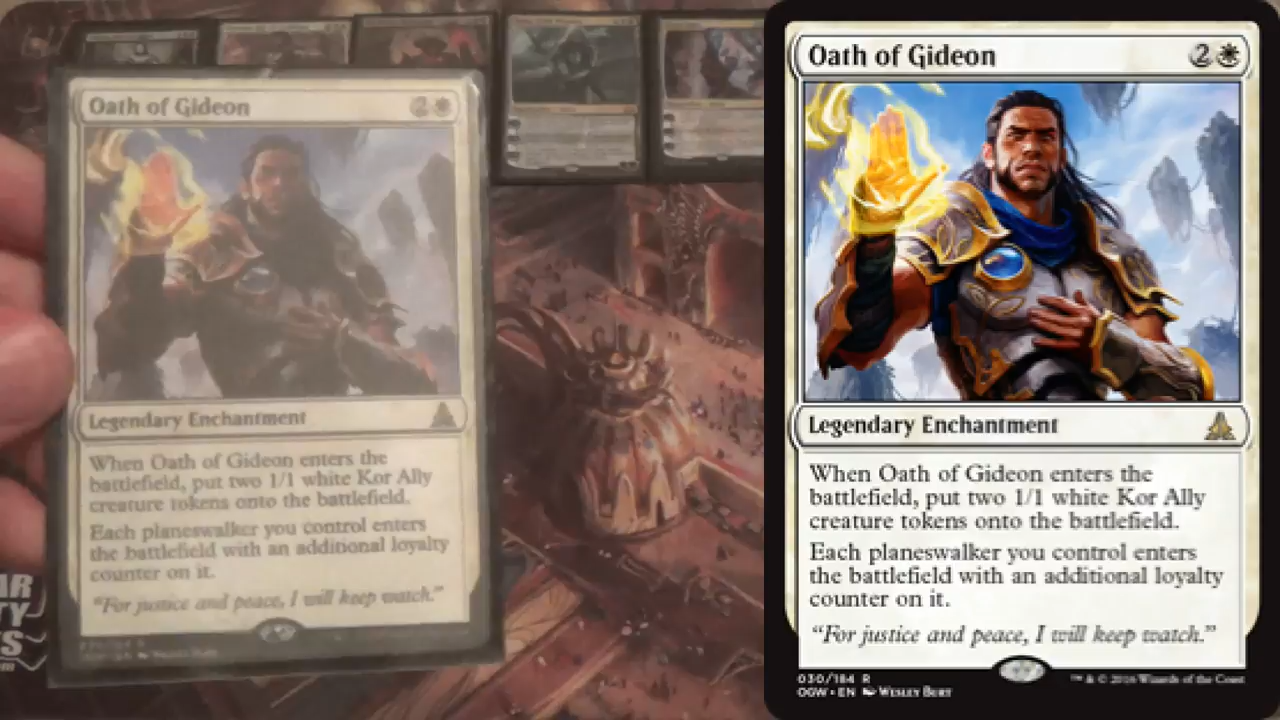 Oath of Gideon
2
Legendary Enchantment
When Oath of Gideon enters the
battlefield, put two 1/1 white Kor Ally
creature tokens onto the battlefield.
Each planeswalker you control enters
the battlefield with an additional loyalty
counter on it.
"For justice and peace, I will keep watch."
Oath of Gideon
2
Legendary Enchantment
When Oath of Gideon enters the
battlefield, put two 1/1 white Kor Ally
creature tokens onto the battlefield.
Each planeswalker you control enters
the battlefield with an additional loyalty
counter on it.
"For justice and peace, I will keep watch."
030/184 R
OGW • EN Wesley Burt
™ & © 2016 Wizards of the Coast